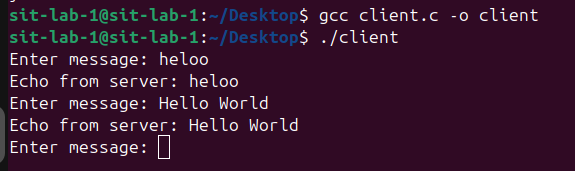 sit-lab-1@sit-lab-1:~/Desktop$ gcc client.c -o client
sit-lab-1@sit-lab-1:~/Desktop$ ./client
Enter message: heloo
Echo from server: heloo
Enter message: Hello World
Echo from server: Hello World
Enter message: